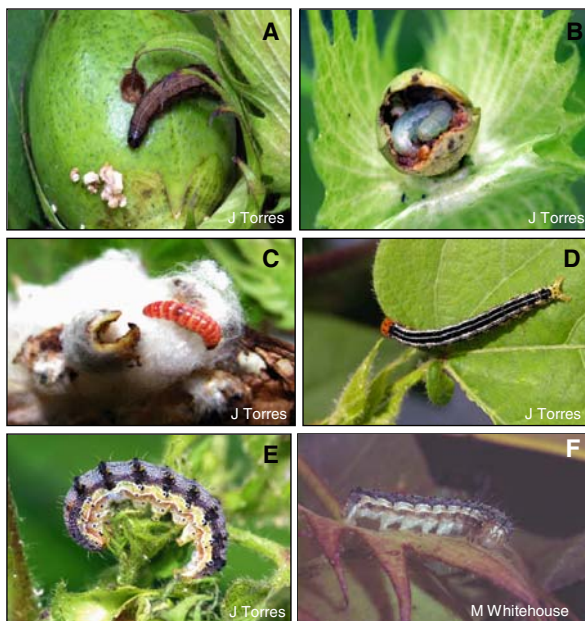 A
J Torres
B
J Torres
C
J Torres
D
J Torres
E
J Torres
F
M Whitehouse